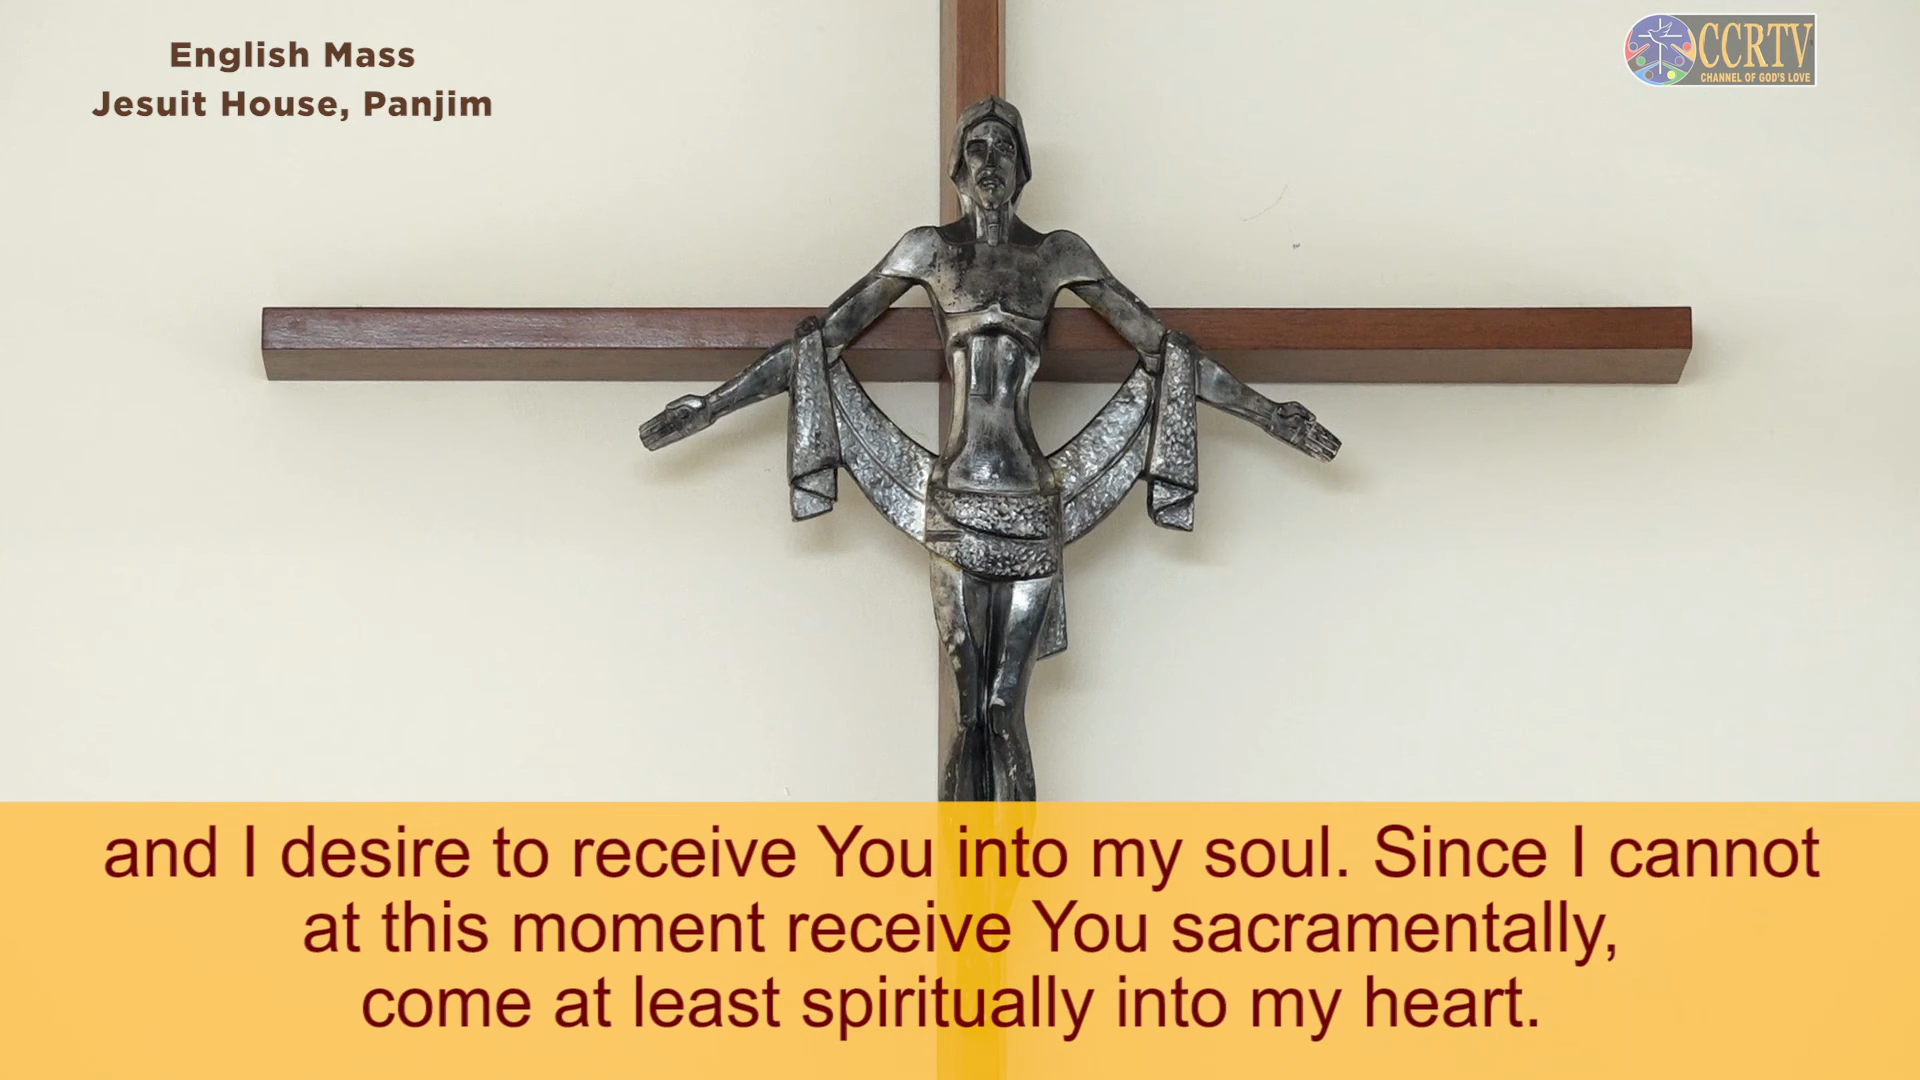 English Mass
Jesuit House, Panjim
CCRTV
CHANNEL OF GOD'S LOVE
and I desire to receive You into my soul. Since I cannot
at this moment receive You sacramentally,
come at least spiritually into my heart.